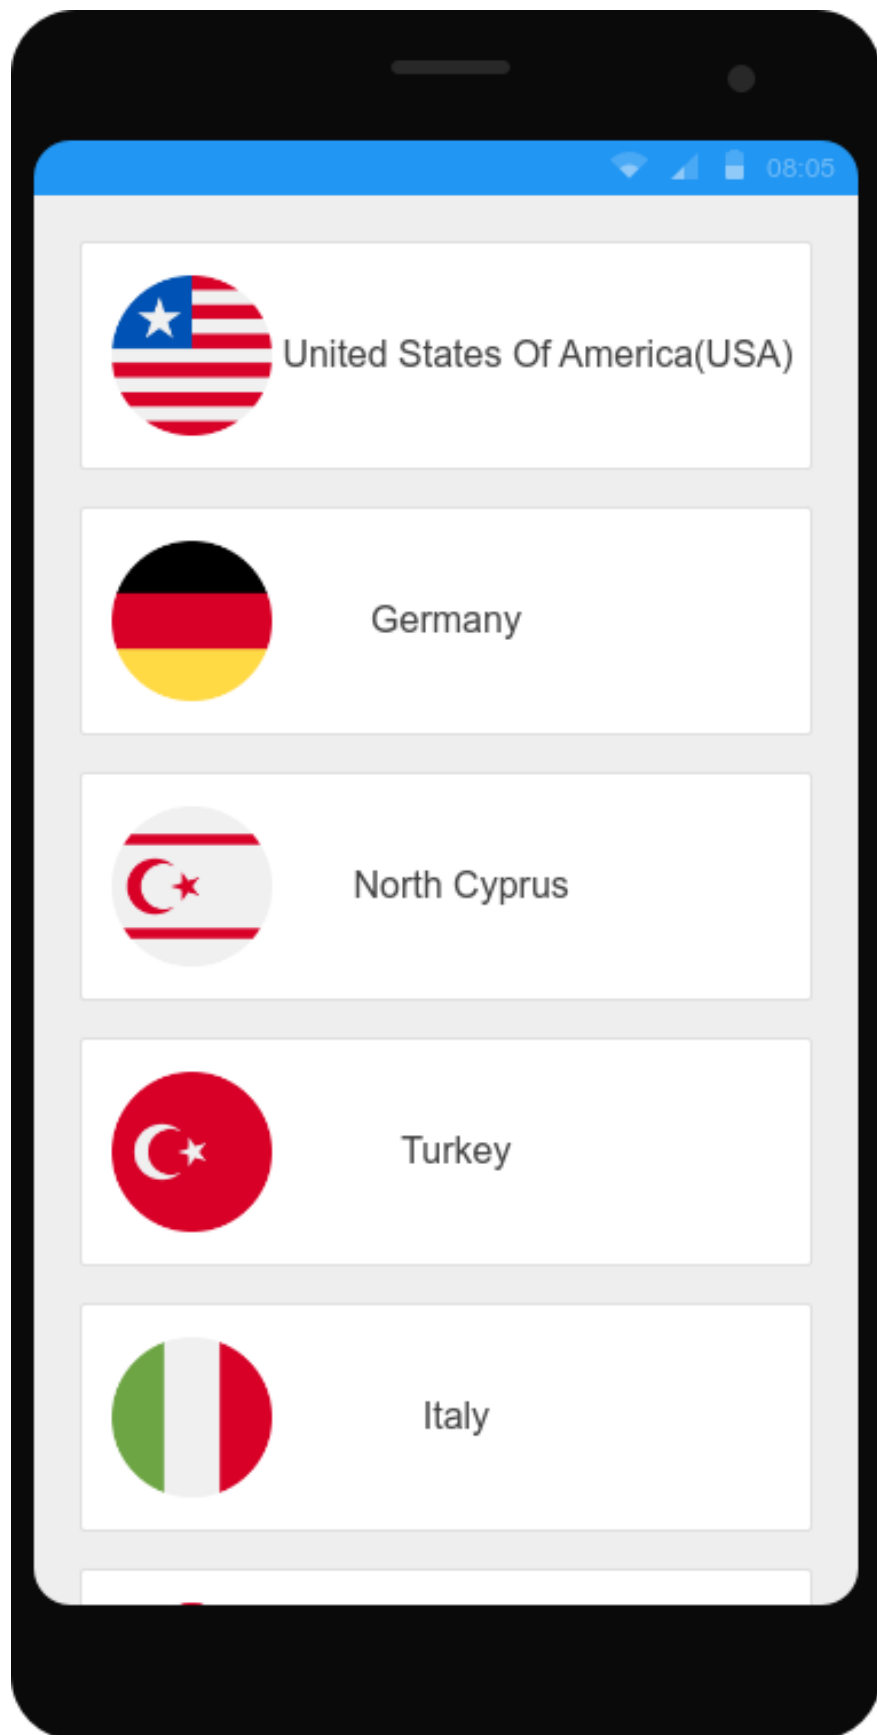 08:05
United States Of America(USA)
Germany
North Cyprus
Turkey
Italy